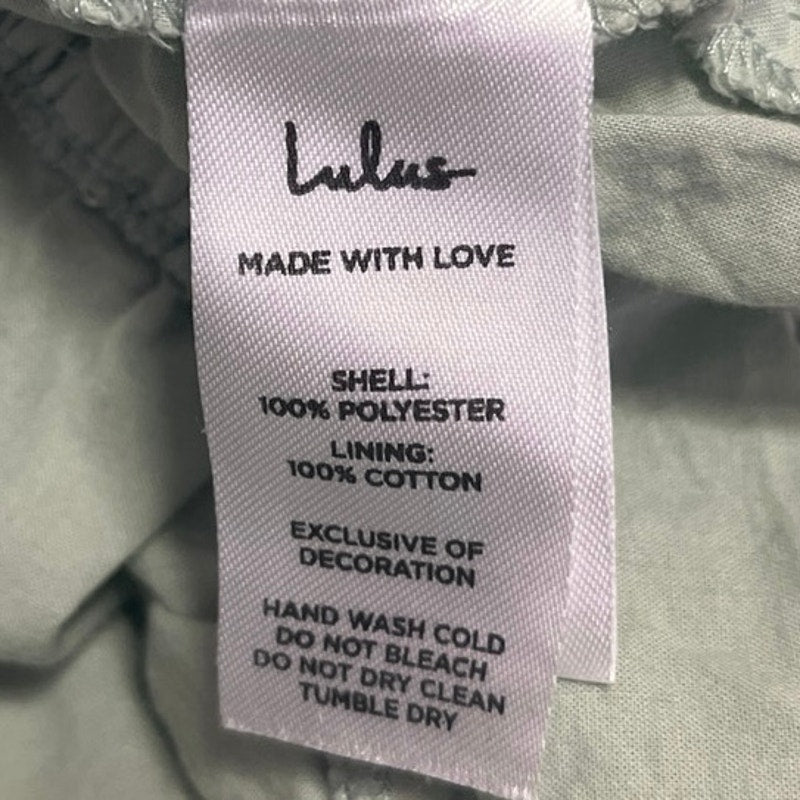 Lulus
MADE WITH LOVE
SHELL:
100% POLYESTER
LINING:
100% COTTON
EXCLUSIVE OF
DECORATION
HAND WASH COLD
DO NOT BLEACH
DO NOT DRY CLEAN
TUMBLE DRY